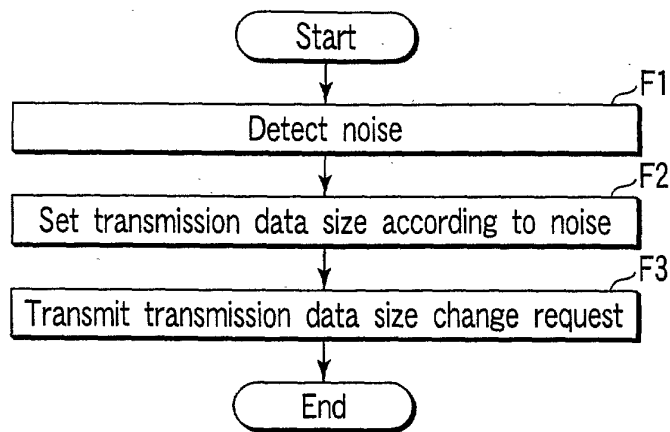 Start
F1
Detect noise
F2
Set transmission data size according to noise
F3
Transmit transmission data size change request
End